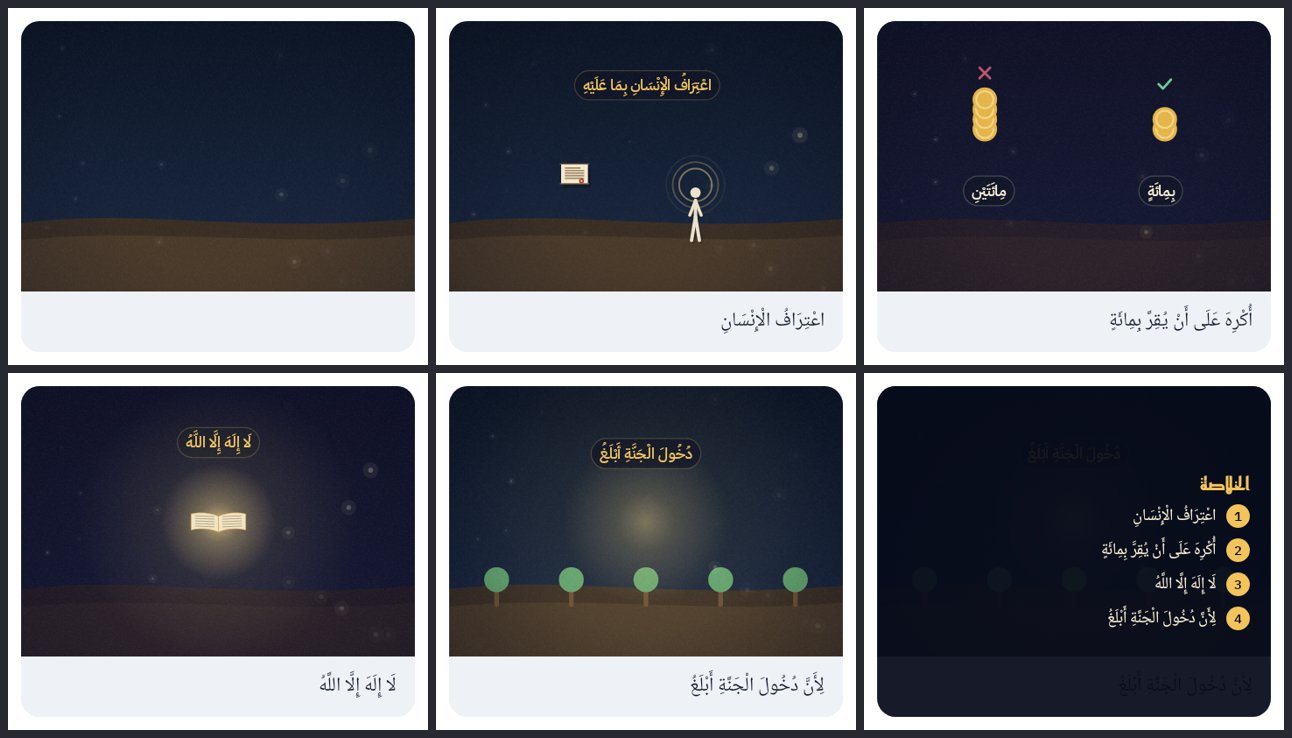 اعْتِرَافُ الْإِنْسَانِ بِمَا عَلَيْهِ
اعْتِرَافُ الْإِنْسَانِ
مِائَتَيْنِ
بِمِائَةٍ
أُكْرِهَ عَلَى أَنْ يُقِرَّ بِمِائَةٍ
لَا إِلَهَ إِلَّا اللَّهُ
لَا إِلَهَ إِلَّا اللَّهُ
دُخُولَ الْجَنَّةِ أَبْلَغُ
لِأَنَّ دُخُولَ الْجَنَّةِ أَبْلَغُ
دُخُولَ الْجَنَّةِ أَبْلَغُ
الخلاصة
1 اعْتِرَافُ الْإِنْسَانِ
2 أُكْرِهَ عَلَى أَنْ يُقِرَّ بِمِائَةٍ
3 لَا إِلَهَ إِلَّا اللَّهُ
4 لِأَنَّ دُخُولَ الْجَنَّةِ أَبْلَغُ
لِأَنَّ دُخُولَ الْجَنَّةِ أَبْلَغُ